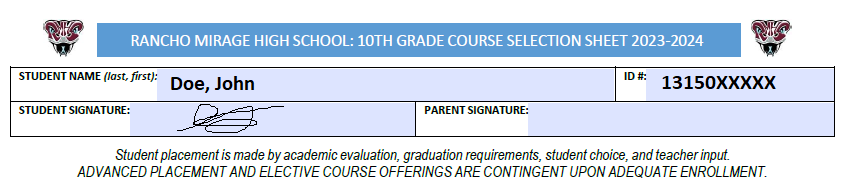 RANCHO MIRAGE HIGH SCHOOL: 10TH GRADE COURSE SELECTION SHEET 2023-2024
STUDENT NAME (last, first): Doe, John ID #: 13150XXXXX
STUDENT SIGNATURE: PARENT SIGNATURE:
Student placement is made by academic evaluation, graduation requirements, student choice, and teacher input.
ADVANCED PLACEMENT AND ELECTIVE COURSE OFFERINGS ARE CONTINGENT UPON ADEQUATE ENROLLMENT.